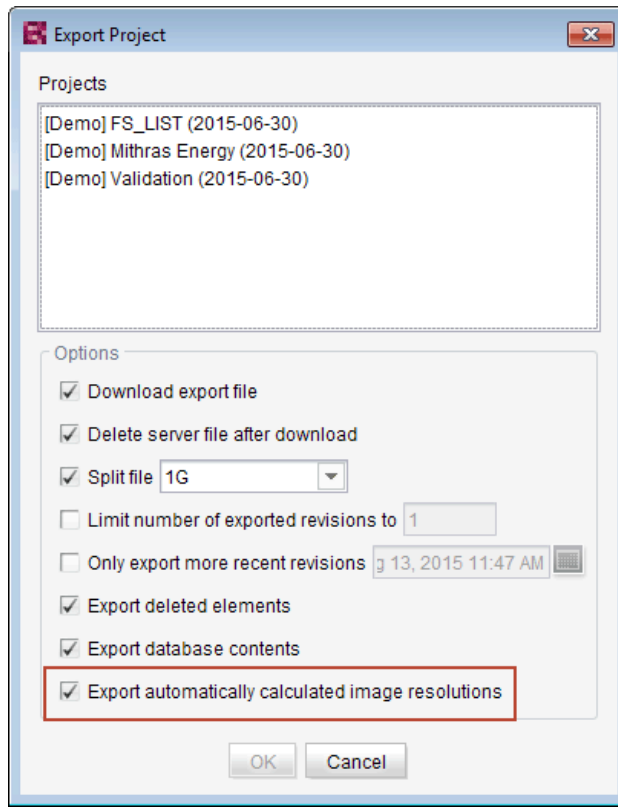 Export Project
Projects
[Demo] FS_LIST (2015-06-30)
[Demo] Mithras Energy (2015-06-30)
[Demo] Validation (2015-06-30)
Options
Download export file
Delete server file after download
Split file 1G
Limit number of exported revisions to 1
Only export more recent revisions g 13, 2015 11:47 AM
Export deleted elements
Export database contents
Export automatically calculated image resolutions
OK Cancel